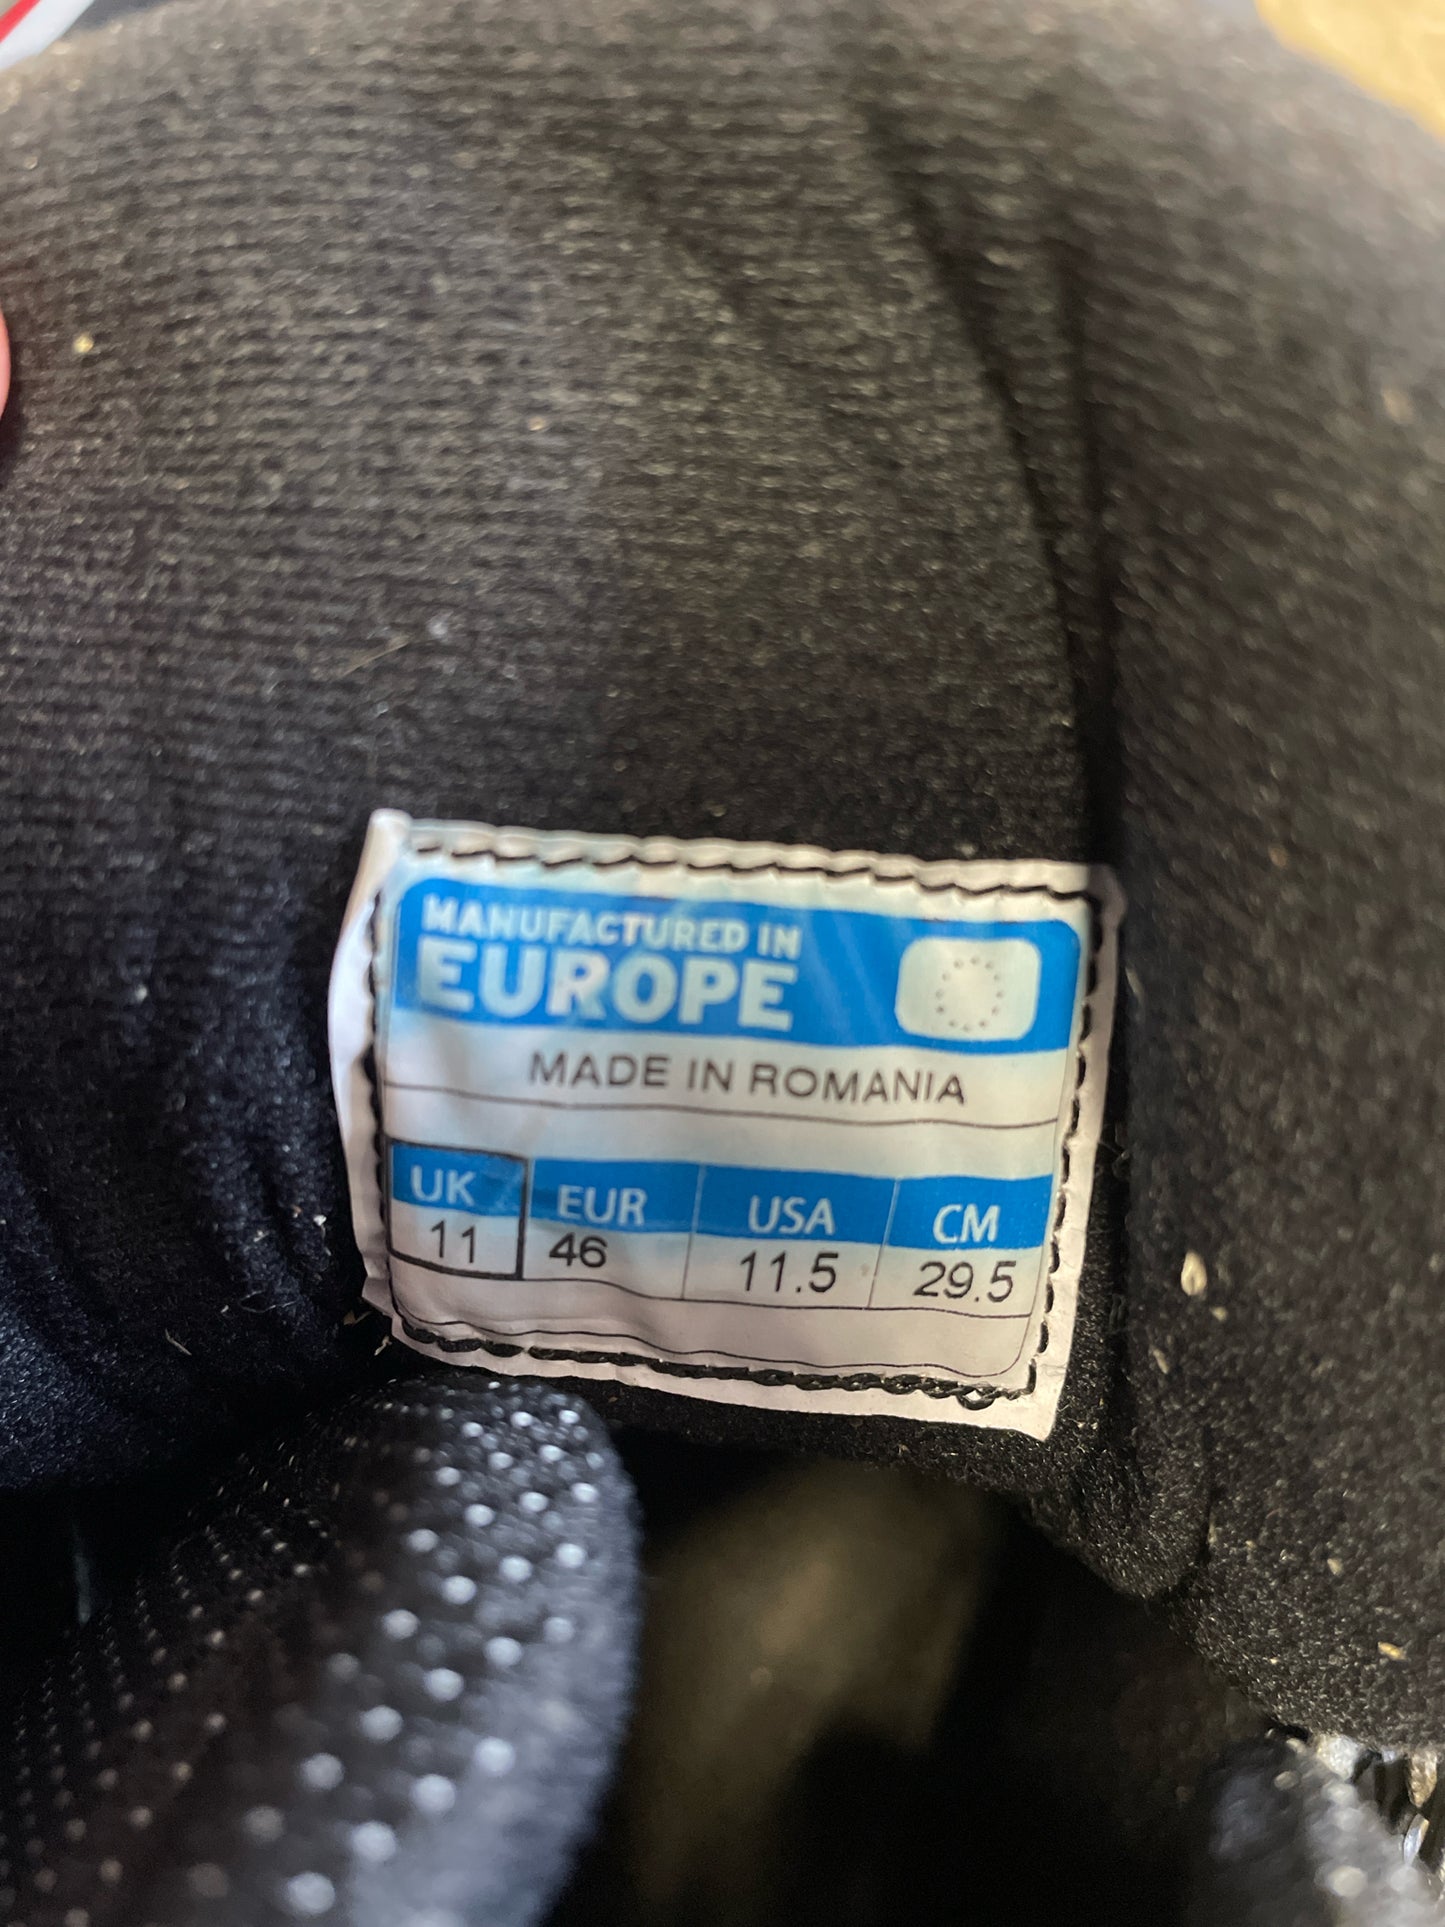 MANUFACTURED IN
EUROPE
MADE IN ROMANIA
UK EUR USA CM
11 46 11.5 29.5